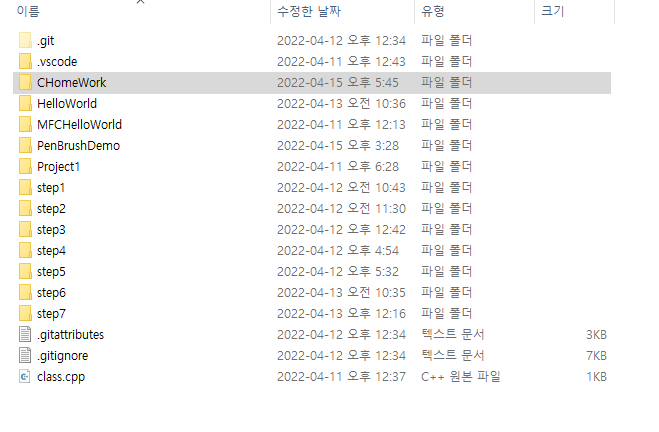 이름 수정한 날짜 유형 크기
.git 2022-04-12 오후 12:34 파일 폴더
.vscode 2022-04-11 오후 12:43 파일 폴더
CHomeWork 2022-04-15 오후 5:45 파일 폴더
HelloWorld 2022-04-13 오전 10:36 파일 폴더
MFCHelloWorld 2022-04-11 오후 12:13 파일 폴더
PenBrushDemo 2022-04-15 오후 3:28 파일 폴더
Project1 2022-04-11 오후 6:28 파일 폴더
step1 2022-04-12 오전 10:43 파일 폴더
step2 2022-04-12 오전 11:30 파일 폴더
step3 2022-04-12 오후 12:42 파일 폴더
step4 2022-04-12 오후 4:54 파일 폴더
step5 2022-04-12 오후 5:32 파일 폴더
step6 2022-04-13 오전 10:35 파일 폴더
step7 2022-04-13 오후 12:16 파일 폴더
.gitattributes 2022-04-12 오후 12:34 텍스트 문서 3KB
.gitignore 2022-04-12 오후 12:34 텍스트 문서 7KB
class.cpp 2022-04-11 오후 12:37 C++ 원본 파일 1KB